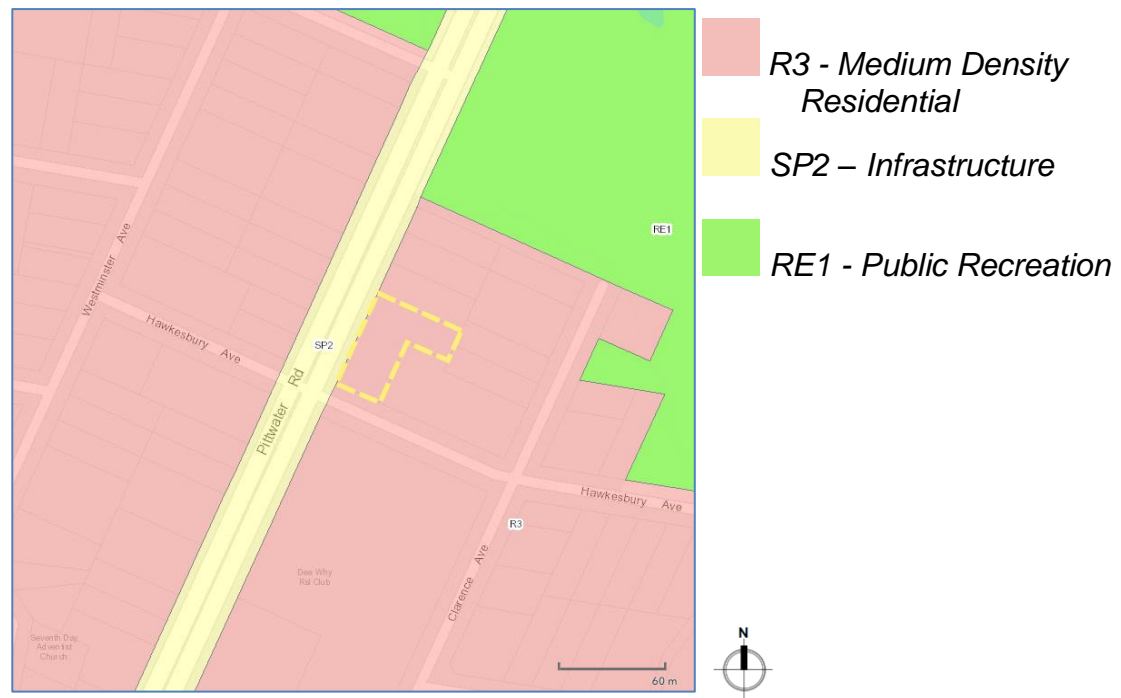 R3 - Medium Density
Residential
SP2 – Infrastructure
RE1 - Public Recreation
RE1
Westminster Ave
Hawkesbury Ave
SP2
Pittwater Rd
Hawkesbury Ave
R3
Clarence Ave
Dee Why
Rsl Club
Seventh Day
Adventist
Church
60 m
N